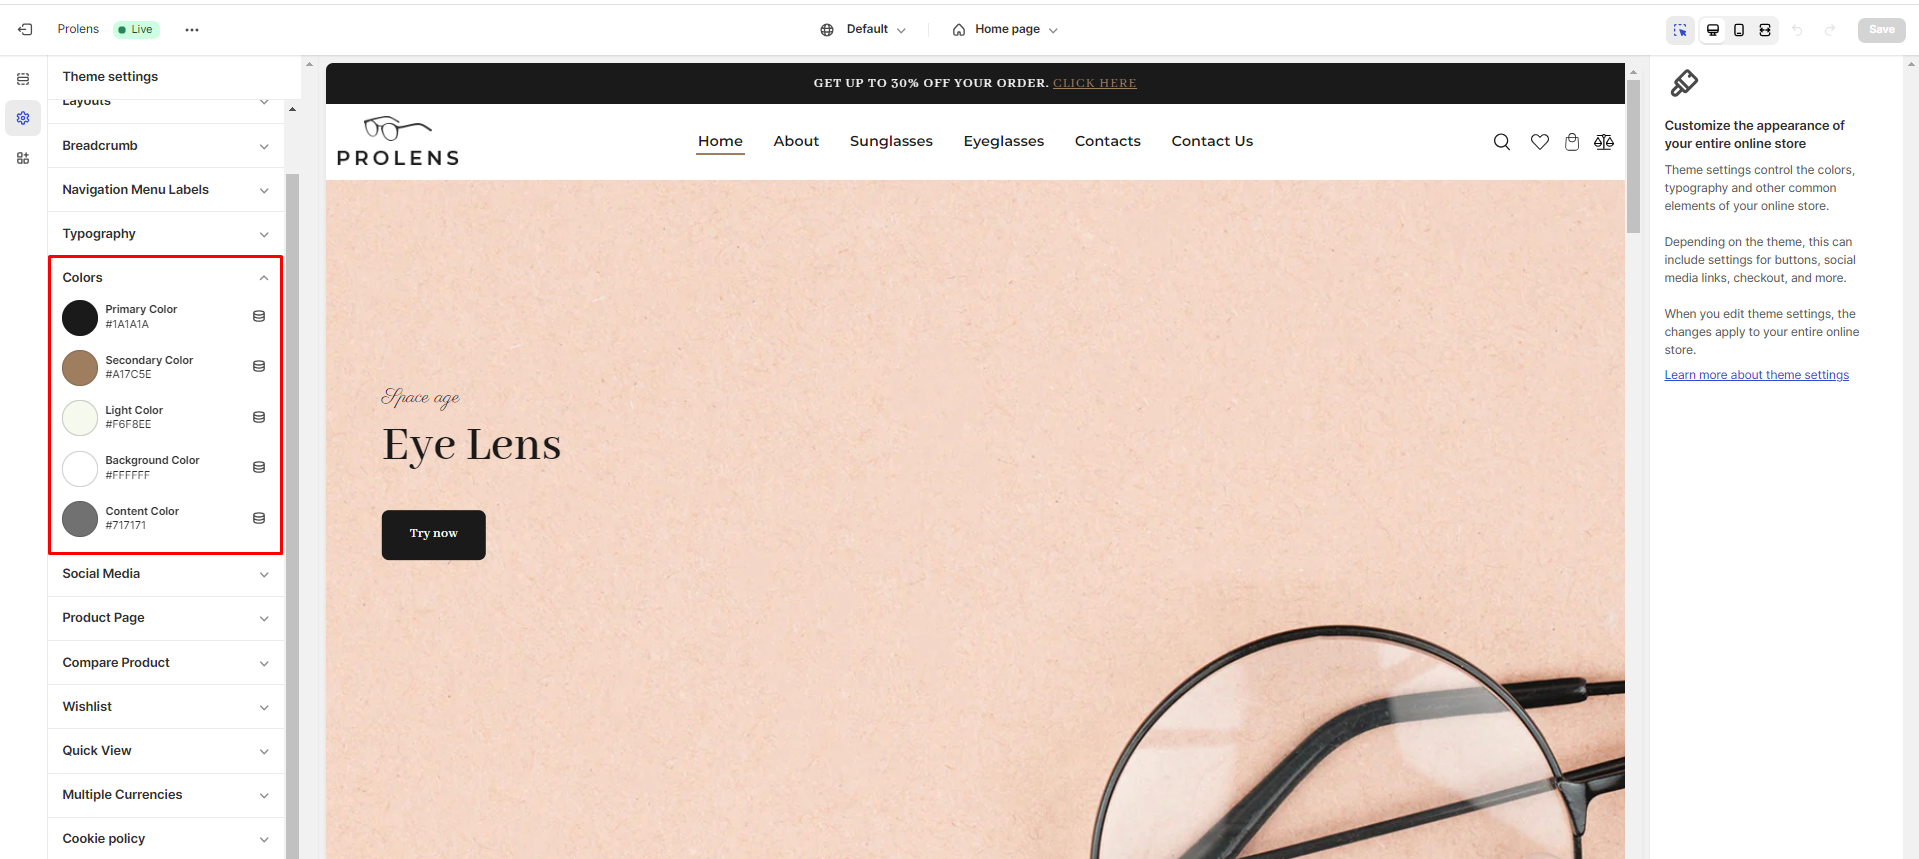 Prolens
Live
Default
Home page
Save
Theme settings
Layouts
Breadcrumb
Navigation Menu Labels
Typography
Colors
Primary Color
#1A1A1A
Secondary Color
#A17C5E
Light Color
#F6F8EE
Background Color
#FFFFFF
Content Color
#717171
Social Media
Product Page
Compare Product
Wishlist
Quick View
Multiple Currencies
Cookie policy
GET UP TO 30% OFF YOUR ORDER. CLICK HERE
PROLENS
Home
About
Sunglasses
Eyeglasses
Contacts
Contact Us
Space age
Eye Lens
Try now
Customize the appearance of
your entire online store
Theme settings control the colors,
typography and other common
elements of your online store.
Depending on the theme, this can
include settings for buttons, social
media links, checkout, and more.
When you edit theme settings, the
changes apply to your entire online
store.
Learn more about theme settings